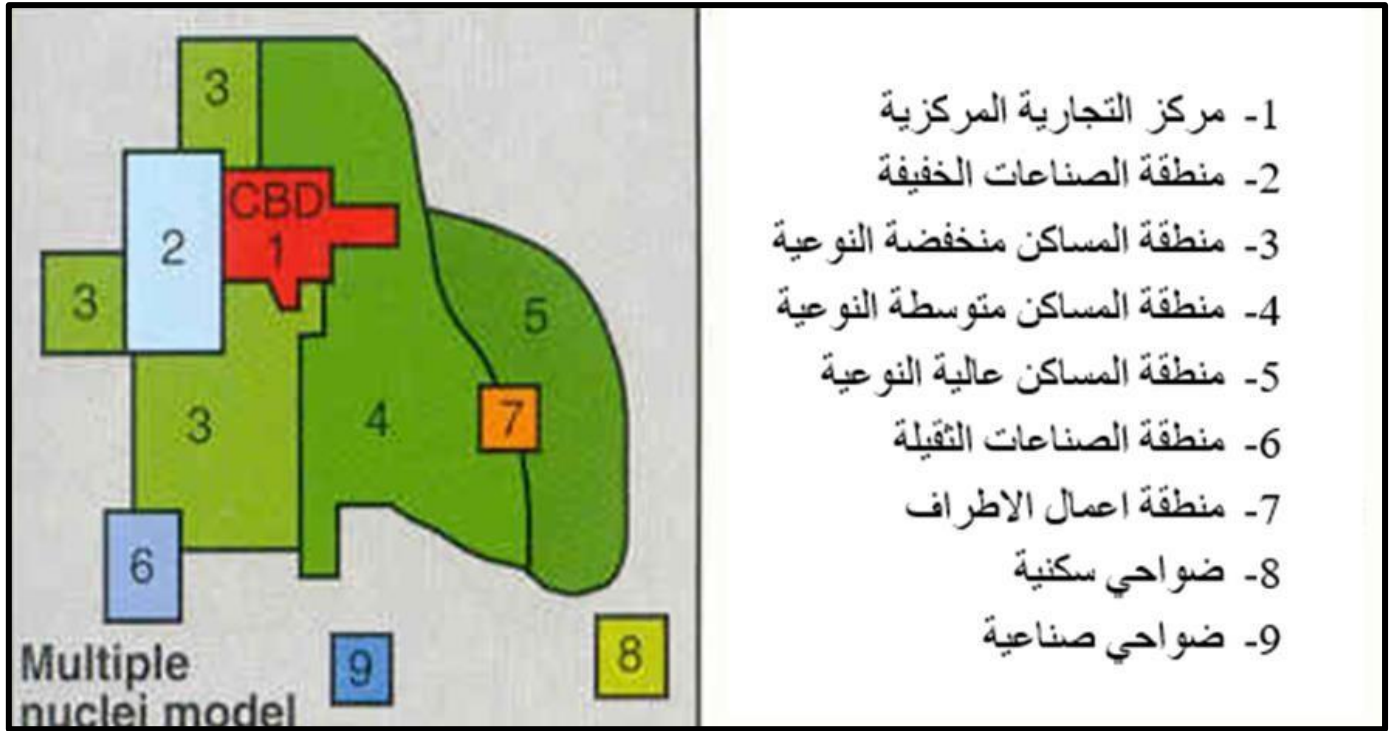 3
CBD
1
2
3
5
3
4
7
6
9
8
Multiple
nuclei model
1- مركز التجارية المركزية
2- منطقة الصناعات الخفيفة
3- منطقة المساكن منخفضة النوعية
4- منطقة المساكن متوسطة النوعية
5- منطقة المساكن عالية النوعية
6- منطقة الصناعات الثقيلة
7- منطقة اعمال الاطراف
8- ضواحي سكنية
9- ضواحي صناعية